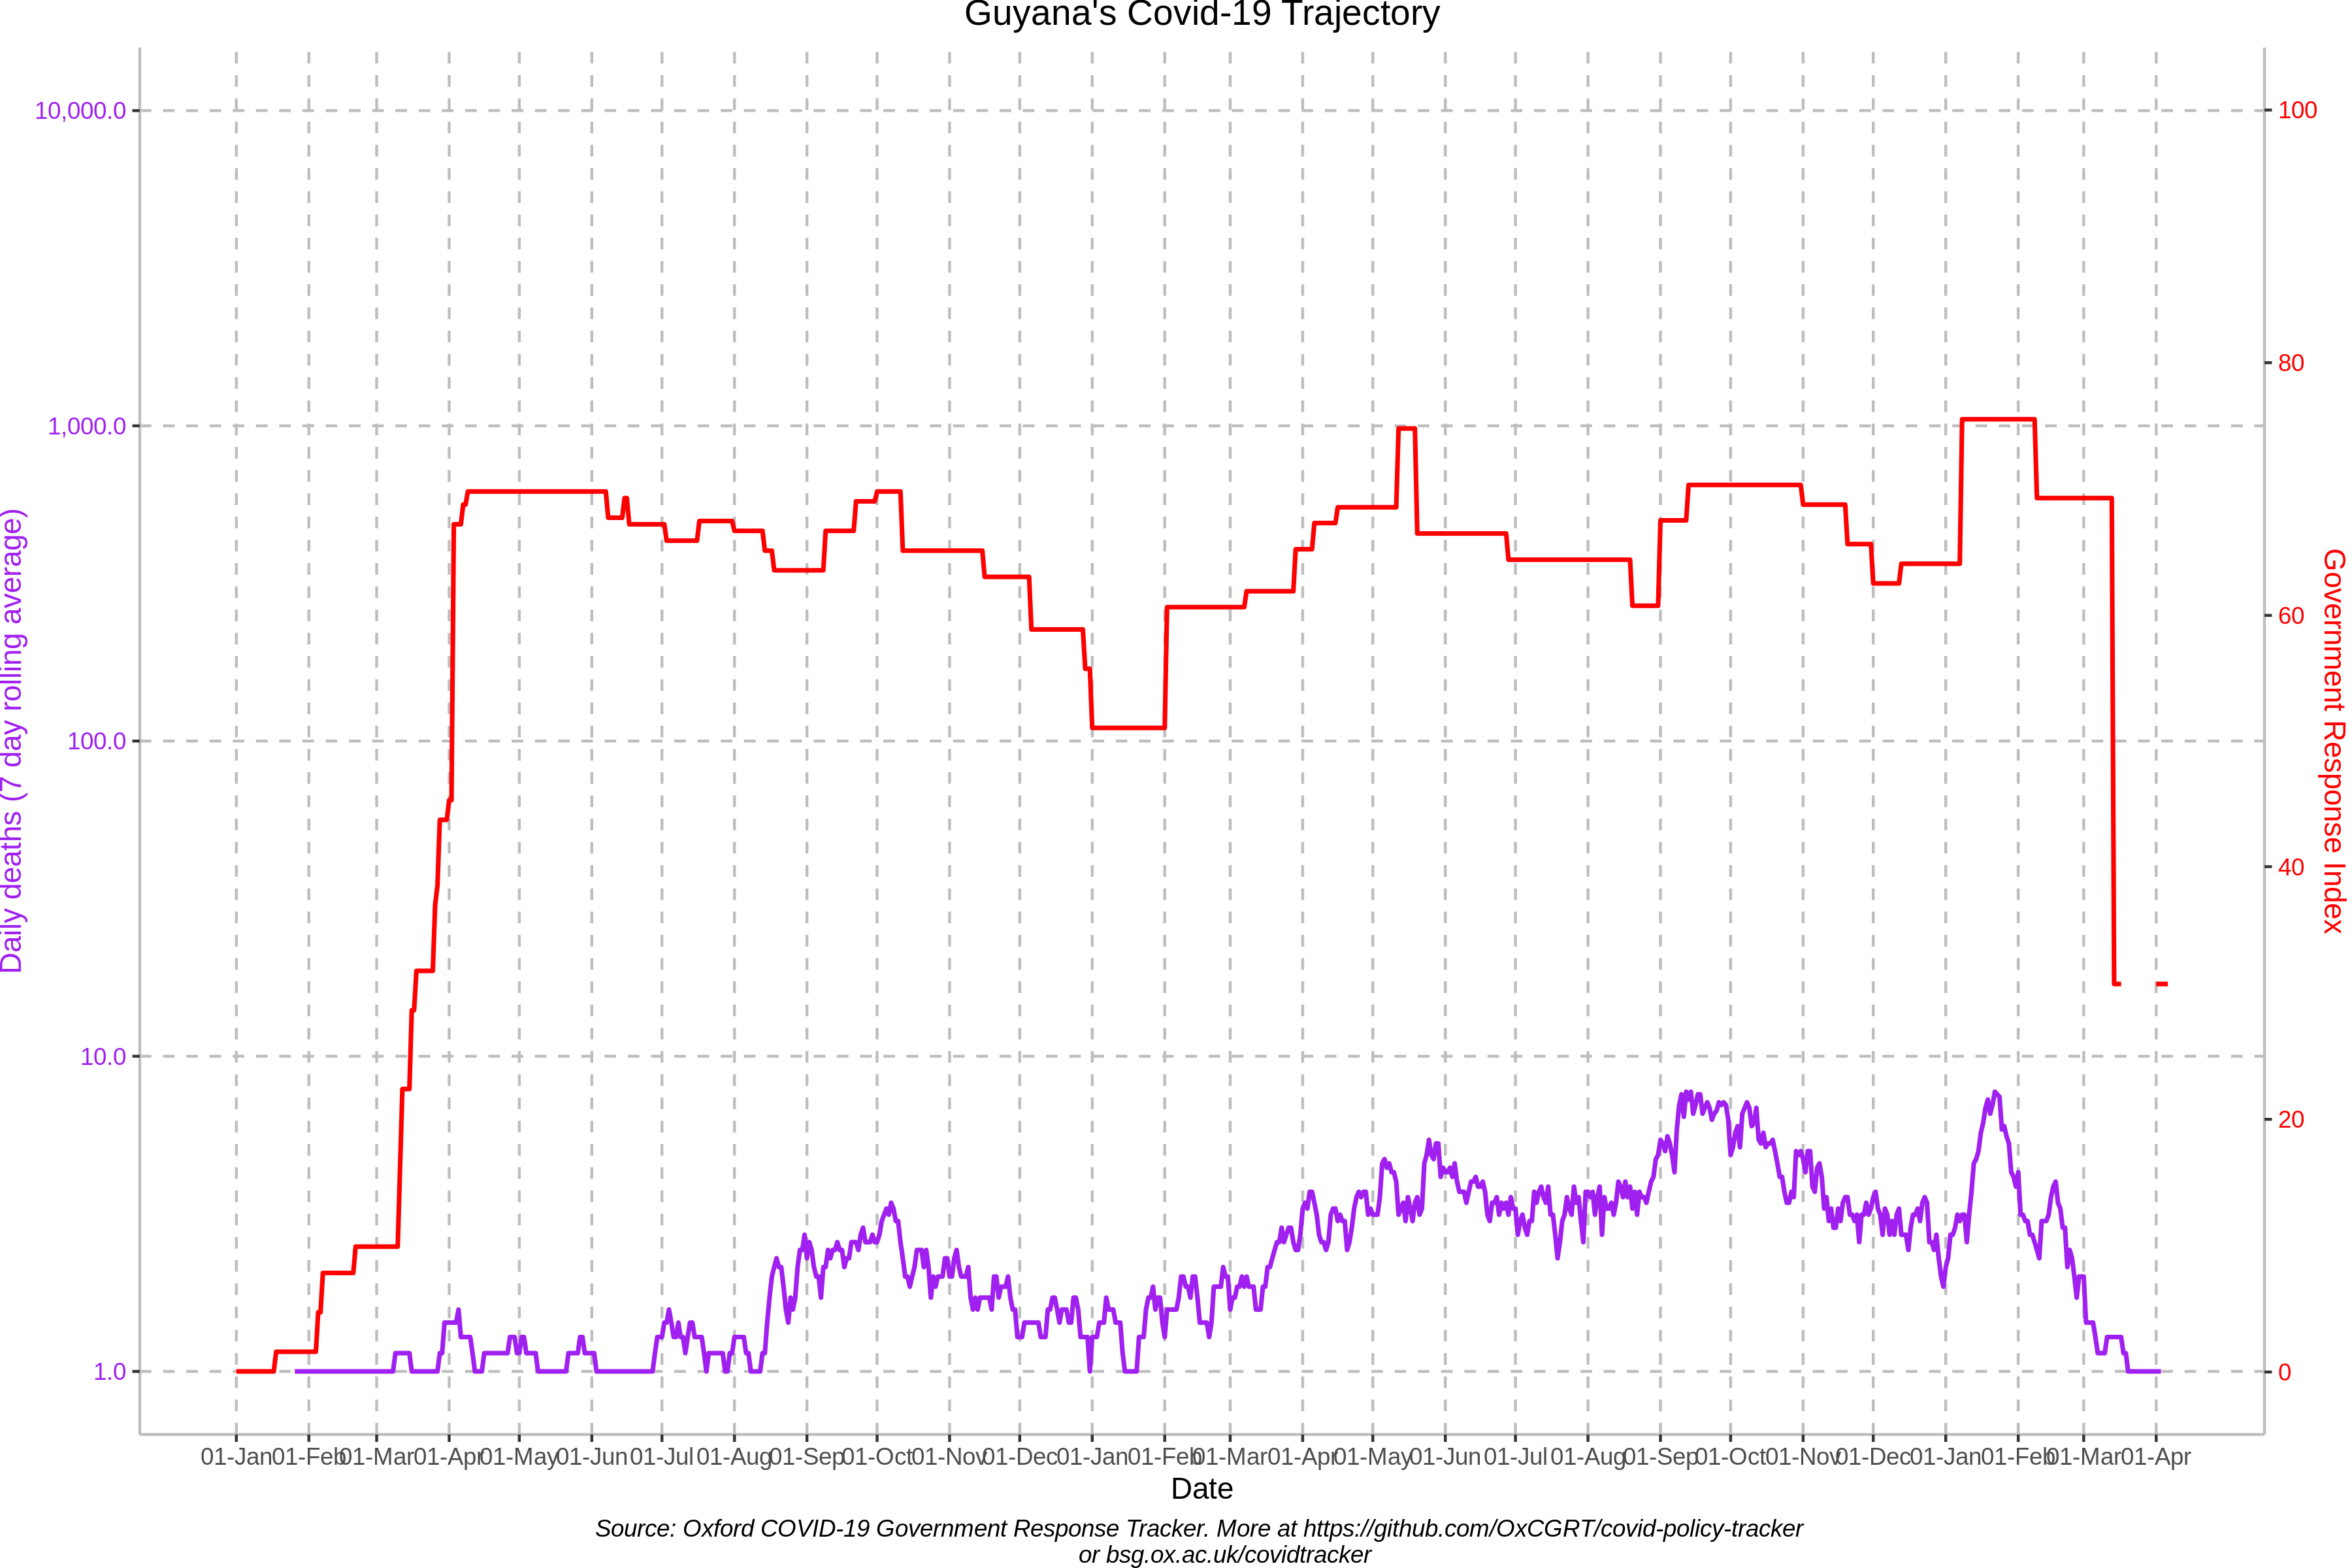 Guyana's Covid-19 Trajectory
10,000.0
1,000.0
100.0
10.0
1.0
Daily deaths (7 day rolling average)
100
80
60
40
20
0
Government Response Index
01-Jan 01-Feb 01-Mar 01-Apr 01-May 01-Jun 01-Jul 01-Aug 01-Sep 01-Oct 01-Nov 01-Dec 01-Jan 01-Feb 01-Mar 01-Apr 01-May 01-Jun 01-Jul 01-Aug 01-Sep 01-Oct 01-Nov 01-Dec 01-Jan 01-Feb 01-Mar 01-Apr
Date
Source: Oxford COVID-19 Government Response Tracker. More at https://github.com/OxCGRT/covid-policy-tracker
or bsg.ox.ac.uk/covidtracker